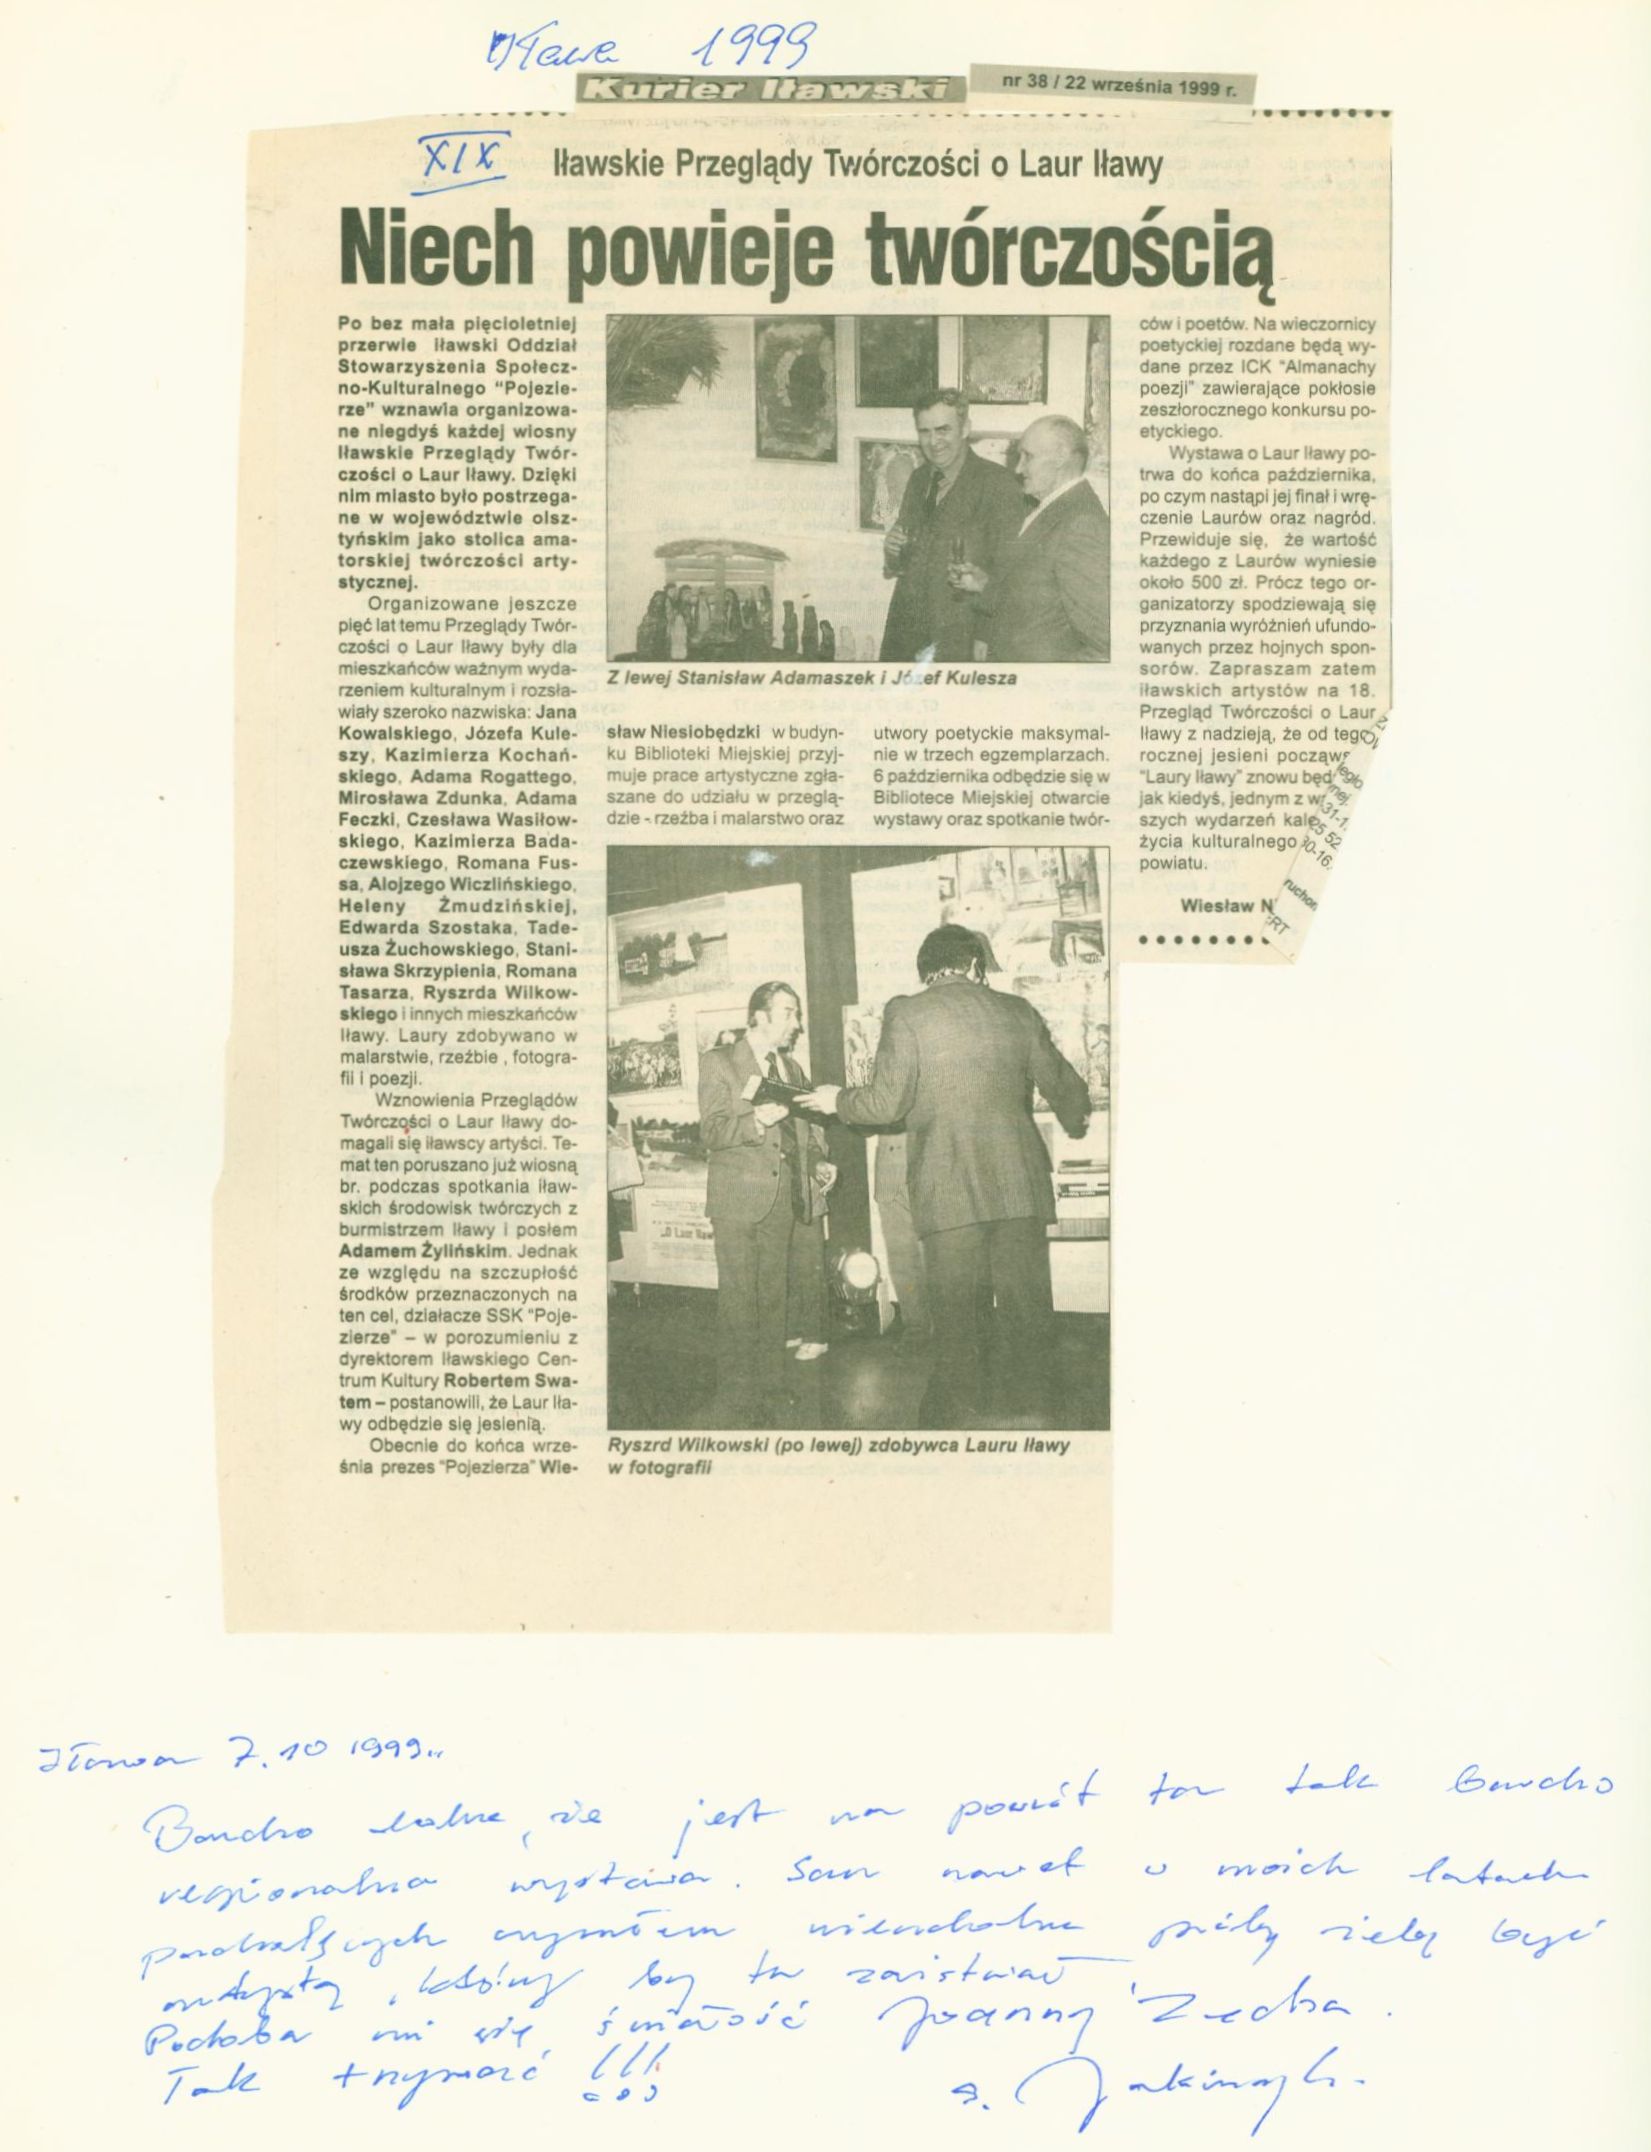 Iława 1999
Kurier Iławski
nr 38 / 22 września 1999 r.
XIX Iławskie Przeglądy Twórczości o Laur Iławy
Niech powieje twórczością
Po bez mała pięcioletniej
przerwie Iławski Oddział
Stowarzyszenia Społecz-
no-Kulturalnego "Pojezie-
rze" wznawia organizowa-
ne niegdyś każdej wiosny
Iławskie Przeglądy Twór-
czości o Laur Iławy. Dzięki
nim miasto było postrzega-
ne w województwie olsz-
tyńskim jako stolica ama-
torskiej twórczości arty-
stycznej.
Organizowane jeszcze
pięć lat temu Przeglądy Twór-
czości o Laur Iławy były dla
mieszkańców ważnym wyda-
rzeniem kulturalnym i rozsła-
wiały szeroko nazwiska: Jana
Kowalskiego, Józefa Kule-
szy, Kazimierza Kochań-
skiego, Adama Rogattego,
Mirosława Zdunka, Adama
Feczki, Czesława Wasiłow-
skiego, Kazimierza Bada-
czewskiego, Romana Fus-
sa, Alojzego Wiczlińskiego,
Heleny Żmudzińskiej,
Edwarda Szostaka, Tade-
usza Żuchowskiego, Stani-
sława Skrzypienia, Romana
Tasarza, Ryszrda Wilkow-
skiego i innych mieszkańców
Iławy. Laury zdobywano w
malarstwie, rzeźbie , fotogra-
fii i poezji.
Wznowienia Przeglądów
Twórczości o Laur Iławy do-
magali się iławscy artyści. Te-
mat ten poruszano już wiosną
br. podczas spotkania iław-
skich środowisk twórczych z
burmistrzem Iławy i posłem
Adamem Żylińskim. Jednak
ze względu na szczupłość
środków przeznaczonych na
ten cel, działacze SSK "Poje-
zierze" – w porozumieniu z
dyrektorem Iławskiego Cen-
trum Kultury Robertem Swa-
tem – postanowili, że Laur Iła-
wy odbędzie się jesienią.
Obecnie do końca wrze-
śnia prezes "Pojezierza" Wie-
Z lewej Stanisław Adamaszek i Józef Kulesza
sław Niesiobędzki w budyn-
ku Biblioteki Miejskiej przyj-
muje prace artystyczne zgła-
szane do udziału w przeglą-
dzie - rzeźba i malarstwo oraz
utwory poetyckie maksymal-
nie w trzech egzemplarzach.
6 października odbędzie się w
Bibliotece Miejskiej otwarcie
wystawy oraz spotkanie twór-
Ryszrd Wilkowski (po lewej) zdobywca Lauru Iławy
w fotografii
ców i poetów. Na wieczornicy
poetyckiej rozdane będą wy-
dane przez ICK "Almanachy
poezji" zawierające pokłosie
zeszłorocznego konkursu po-
etyckiego.
Wystawa o Laur Iławy po-
trwa do końca października,
po czym nastąpi jej finał i wrę-
czenie Laurów oraz nagród.
Przewiduje się, że wartość
każdego z Laurów wyniesie
około 500 zł. Prócz tego or-
ganizatorzy spodziewają się
przyznania wyróżnień ufundo-
wanych przez hojnych spon-
sorów. Zapraszam zatem
iławskich artystów na 18.
Przegląd Twórczości o Laur
Iławy z nadzieją, że od tego
rocznej jesieni począws
"Laury Iławy" znowu będ
jak kiedyś, jednym z w
szych wydarzeń kale
życia kulturalnego
powiatu.
Wiesław N
Iława 7.10 1999..
Bardzo ładne, że jest na powrót ta tak bardzo
regionalna wystawa. Sam nawet w moich latach
czyniłem próby być
artystą, który by tu zaistniał.
Podoba mi się śmiałość Joanny
Tak trzymać !!!